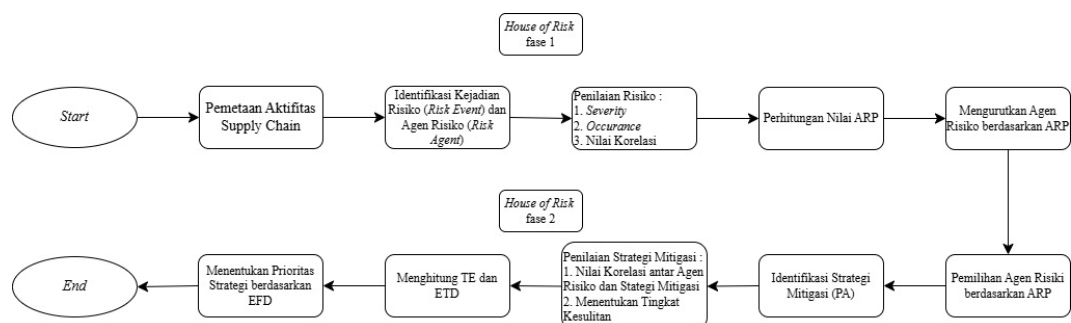 House of Risk
fase 1
Start
Pemetaan Aktifitas
Supply Chain
Identifikasi Kejadian
Risiko (Risk Event) dan
Agen Risiko (Risk
Agent)
Penilaian Risiko :
1. Severity
2. Occurance
3. Nilai Korelasi
Perhitungan Nilai ARP
Mengurutkan Agen
Risiko berdasarkan ARP
House of Risk
fase 2
End
Menentukan Prioritas
Strategi berdasarkan
EFD
Menghitung TE dan
ETD
Penilaian Strategi Mitigasi :
1. Nilai Korelasi antar Agen
Risiko dan Stategi Mitigasi
2. Menentukan Tingkat
Kesulitan
Identifikasi Strategi
Mitigasi (PA)
Pemilihan Agen Risiki
berdasarkan ARP